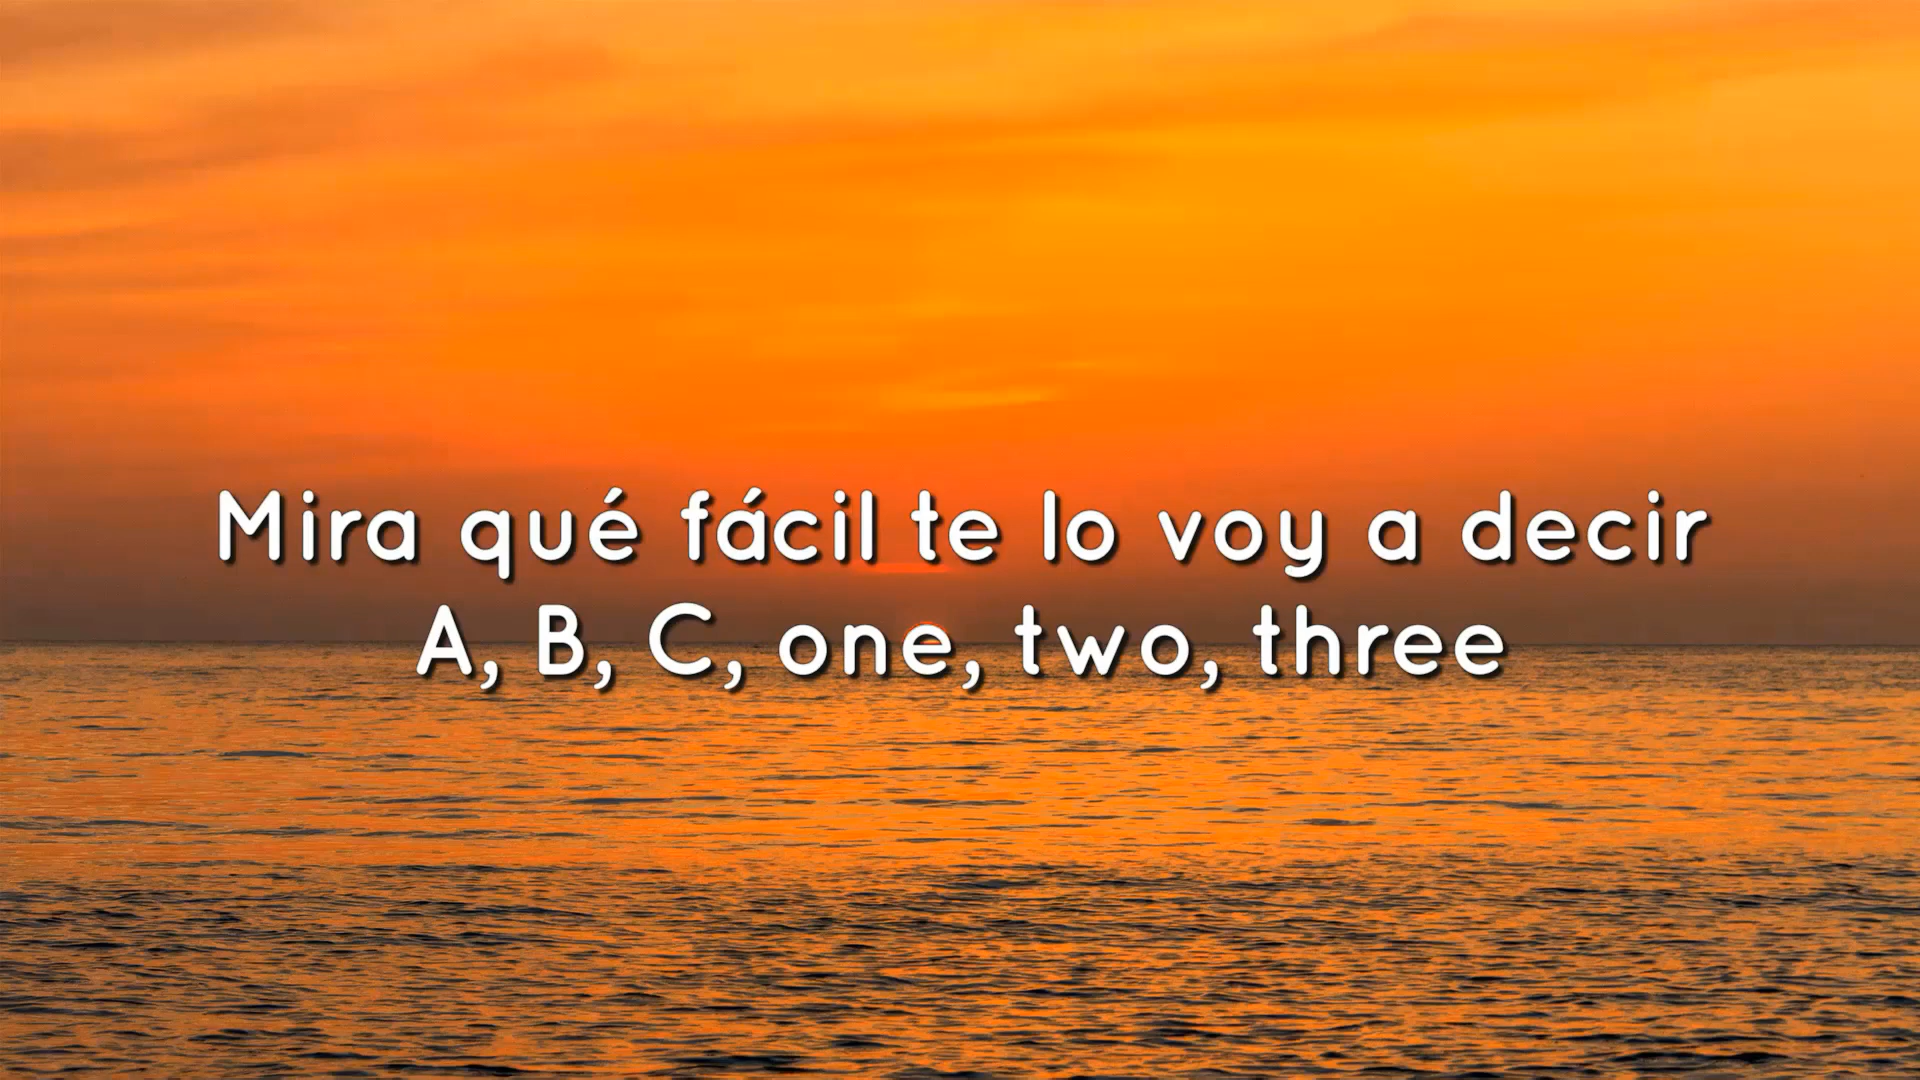 Mira qué fácil te lo voy a decir
A, B, C, one, two, three